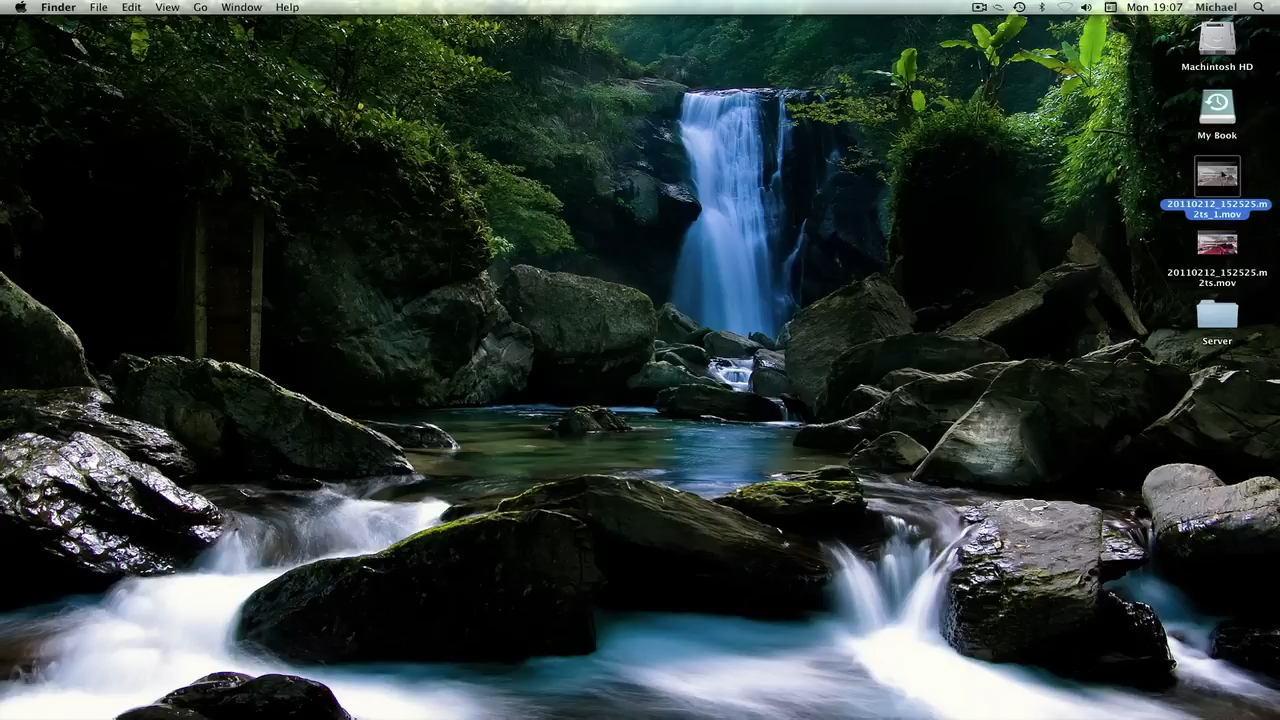 Finder File Edit View Go Window Help Mon 19:07 Michael
Machintosh HD
My Book
20110212_152525.m
2ts_1.mov
20110212_152525.m
2ts.mov
Server